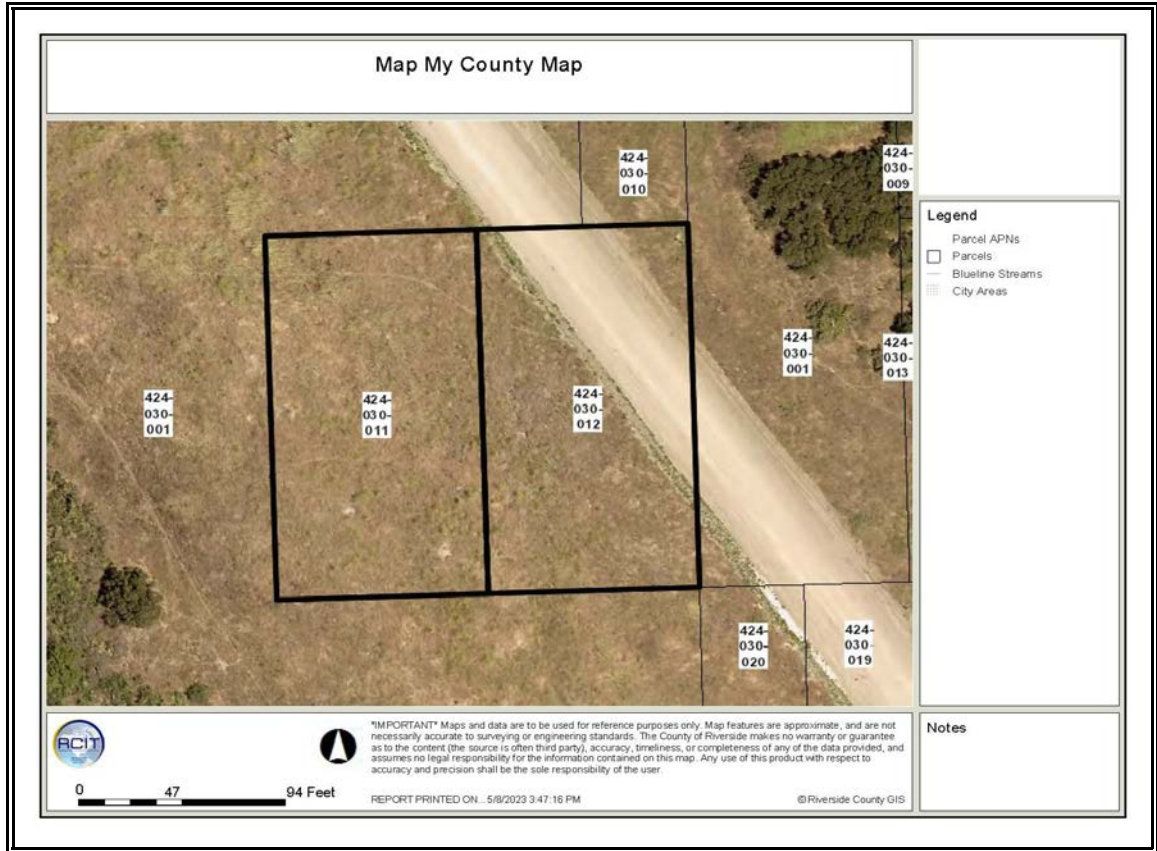 Map My County Map
424-
030-
010
424-
030-
009
424-
030-
001
424-
030-
013
424-
030-
001
424-
030-
011
424-
030-
012
424-
030-
020
424-
030-
019
Legend
Parcel APNs
Parcels
Blueline Streams
City Areas
RCIT
0 47 94 Feet
"IMPORTANT" Maps and data are to be used for reference purposes only. Map features are approximate, and are not
necessarily accurate to surveying or engineering standards. The County of Riverside makes no warranty or guarantee
as to the content (the source is often third party), accuracy, timeliness, or completeness of any of the data provided, and
assumes no legal responsibility for the information contained on this map. Any use of this product with respect to
accuracy and precision shall be the sole responsibility of the user.
REPORT PRINTED ON... 5/8/2023 3:47:16 PM
© Riverside County GIS
Notes